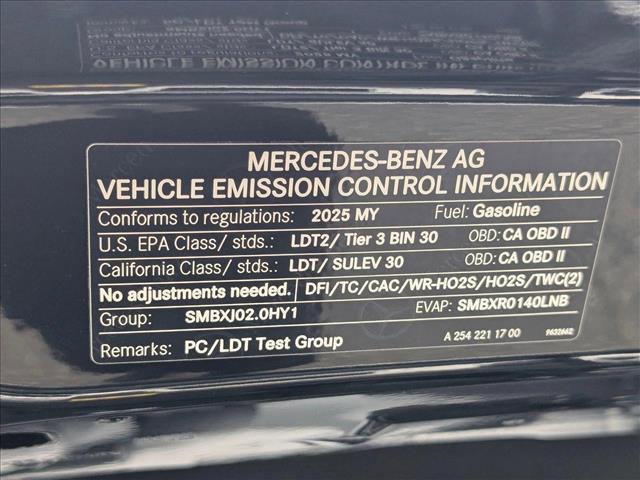 MERCEDES-BENZ AG
VEHICLE EMISSION CONTROL INFORMATION
Conforms to regulations: 2025 MY Fuel: Gasoline
U.S. EPA Class/ stds.: LDT2/ Tier 3 BIN 30 OBD: CA OBD II
California Class/ stds.: LDT/ SULEV 30 OBD: CA OBD II
No adjustments needed. DFI/TC/CAC/WR-HO2S/HO2S/TWC(2)
Group: SMBXJ02.0HY1 EVAP: SMBXR0140LNB
Remarks: PC/LDT Test Group A 254 221 17 00 9632662